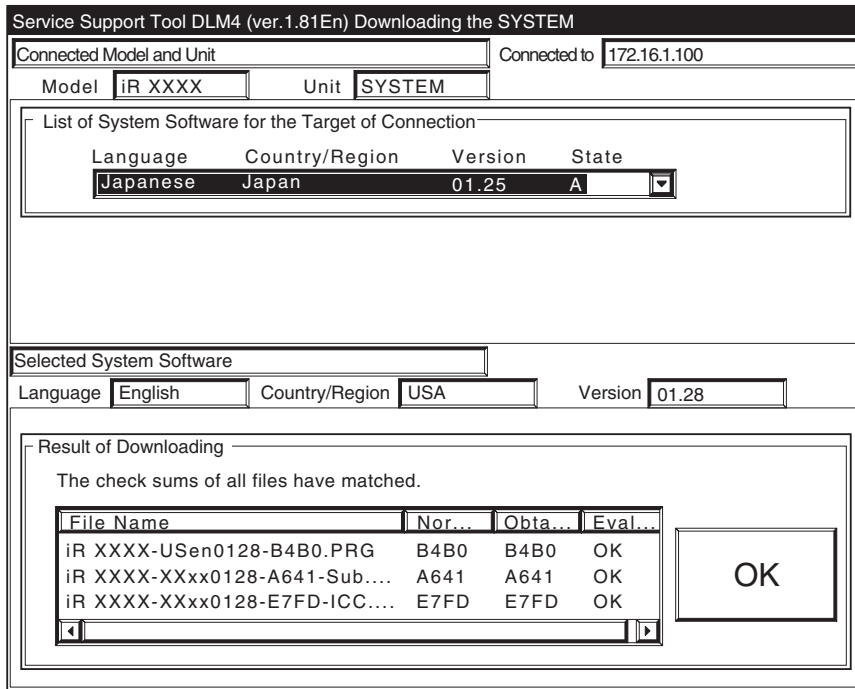 Service Support Tool DLM4 (ver.1.81En) Downloading the SYSTEM
Connected Model and Unit Connected to 172.16.1.100
Model iR XXXX Unit SYSTEM
List of System Software for the Target of Connection
Language Country/Region Version State
Japanese Japan 01.25 A
Selected System Software
Language English Country/Region USA Version 01.28
Result of Downloading
The check sums of all files have matched.
File Name Nor... Obta... Eval...
iR XXXX-USen0128-B4B0.PRG B4B0 B4B0 OK
iR XXXX-XXxx0128-A641-Sub.... A641 A641 OK
iR XXXX-XXxx0128-E7FD-ICC.... E7FD E7FD OK
OK